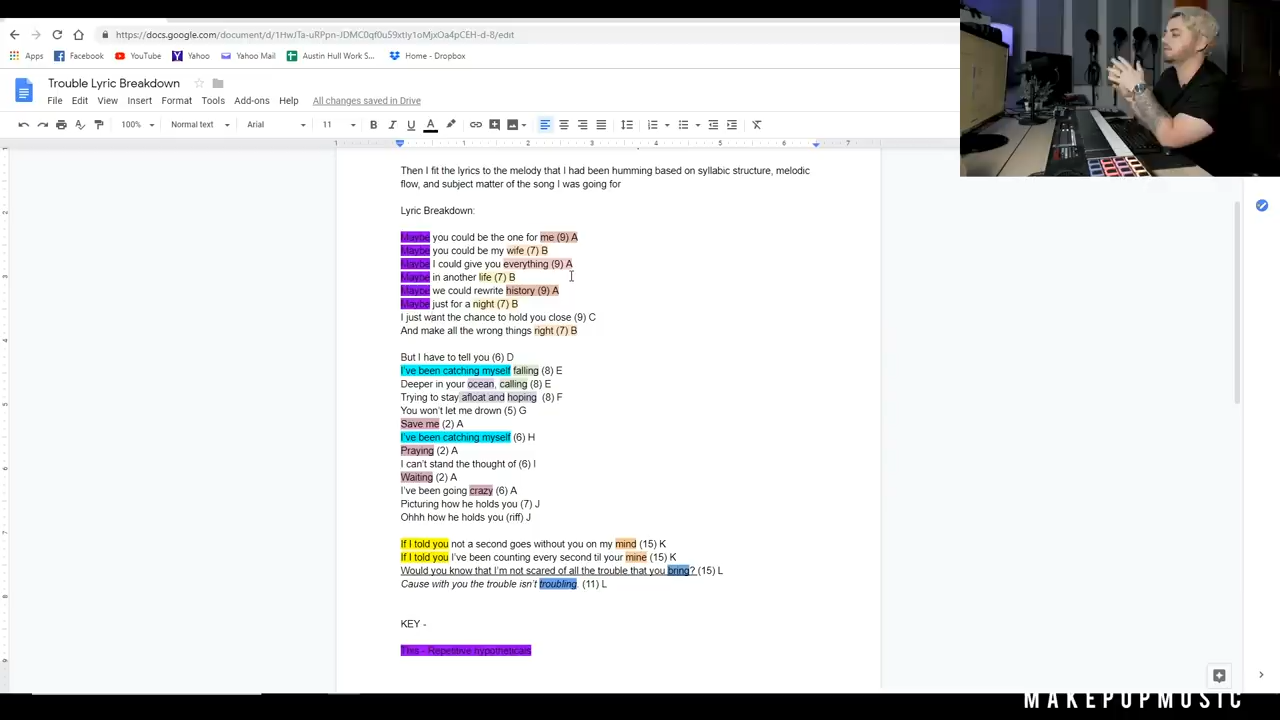 https://docs.google.com/document/d/1HwJTa-uRPpn-JDMC0qf0u59xtIy1oMjxOa4pCEH-d-8/edit
Apps Facebook YouTube Yahoo Yahoo Mail Austin Hull Work S... Home - Dropbox
Trouble Lyric Breakdown
File Edit View Insert Format Tools Add-ons Help All changes saved in Drive
100% Normal text Arial 11 B I U A
1 1 2 3 4 5 6 7
Then I fit the lyrics to the melody that I had been humming based on syllabic structure, melodic
flow, and subject matter of the song I was going for
Lyric Breakdown:
Maybe you could be the one for me (9) A
Maybe you could be my wife (7) B
Maybe I could give you everything (9) A
Maybe in another life (7) B
Maybe we could rewrite history (9) A
Maybe just for a night (7) B
I just want the chance to hold you close (9) C
And make all the wrong things right (7) B
But I have to tell you (6) D
I've been catching myself falling (8) E
Deeper in your ocean, calling (8) E
Trying to stay afloat and hoping (8) F
You won't let me drown (5) G
Save me (2) A
I've been catching myself (6) H
Praying (2) A
I can't stand the thought of (6) I
Waiting (2) A
I've been going crazy (6) A
Picturing how he holds you (7) J
Ohhh how he holds you (riff) J
If I told you not a second goes without you on my mind (15) K
If I told you I've been counting every second til your mine (15) K
Would you know that I'm not scared of all the trouble that you bring? (15) L
Cause with you the trouble isn't troubling. (11) L
KEY -
This - Repetitive hypotheticals
MAKEPOPMUSIC